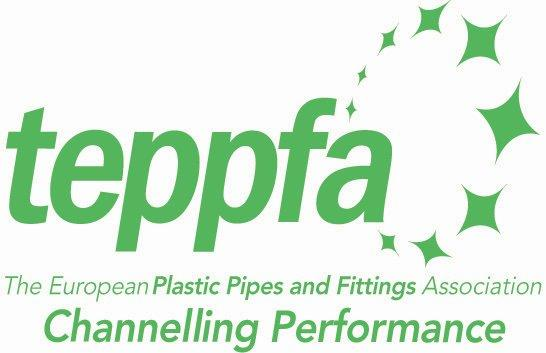 teppfa
The European Plastic Pipes and Fittings Association
Channelling Performance